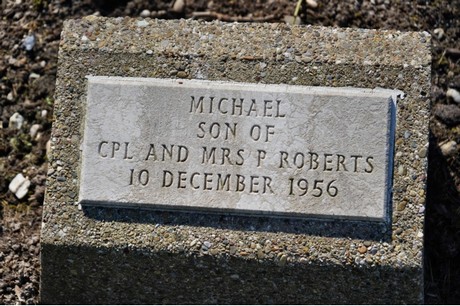 MICHAEL
SON OF
CPL AND MRS P ROBERTS
10 DECEMBER 1956